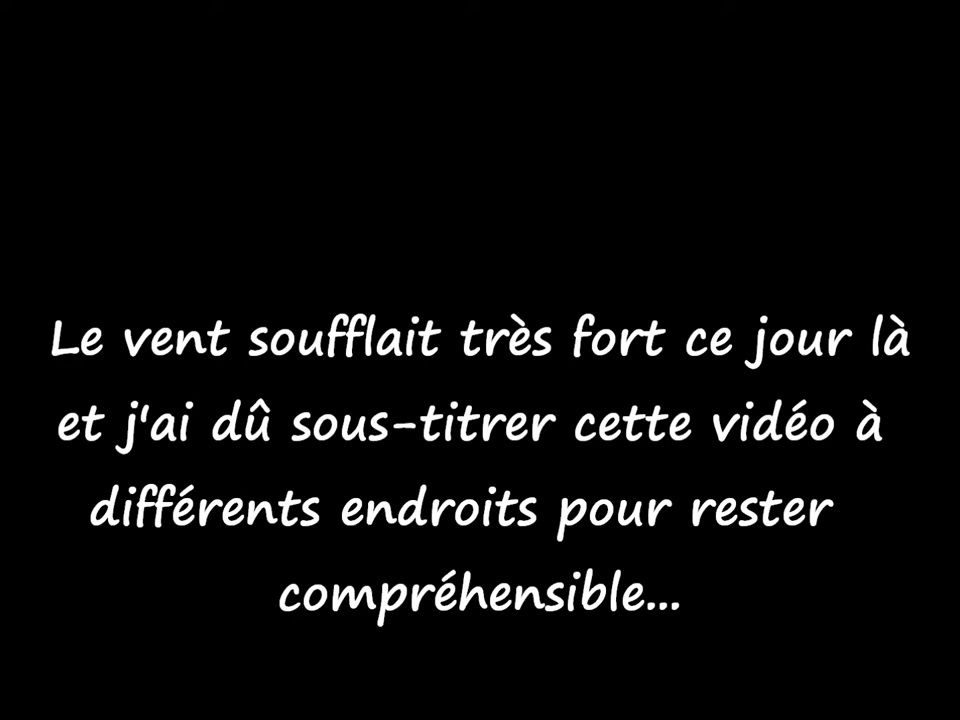 Le vent soufflait très fort ce jour là
et j'ai dû sous-titrer cette vidéo à
différents endroits pour rester
compréhensible...